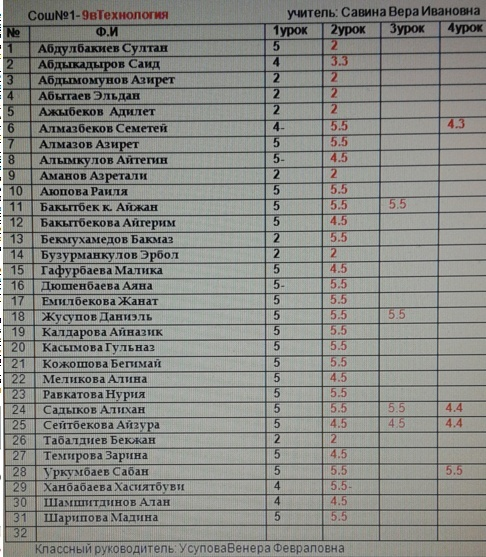 Сош№1-9вТехнология учитель: Савина Вера Ивановна
№ Ф.И 1урок 2урок 3урок 4урок
1 Абдулбакиев Султан 5 2
2 Абдыкадыров Саид 4 3.3
3 Абдымомунов Азирет 2 2
4 Абытаев Эльдан 2 2
5 Ажыбеков Адилет 2 2
6 Алмазбеков Семетей 4- 5.5 4.3
7 Алмазов Азирет 5 5.5
8 Алымкулов Айтегин 5- 4.5
9 Аманов Азретали 2 2
10 Аюпова Раиля 5 5.5
11 Бакытбек к. Айжан 5 5.5 5.5
12 Бакытбекова Айгерим 5 4.5
13 Бекмухамедов Бакмаз 2 5.5
14 Бузурманкулов Эрбол 2 2
15 Гафурбаева Малика 5 4.5
16 Дюшенбаева Аяна 5- 5.5
17 Емилбекова Жанат 5 5.5
18 Жусупов Даниэль 5 5.5 5.5
19 Калдарова Айназик 5 5.5
20 Касымова Гульназ 5 5.5
21 Кожошова Бегимай 5 5.5
22 Меликова Алина 5 4.5
23 Равкатова Нурия 5 5.5
24 Садыков Алихан 5 5.5 5.5 4.4
25 Сейтбекова Айзура 5 4.5 4.5 4.4
26 Табалдиев Бекжан 2 2
27 Темирова Зарина 5 4.5
28 Уркумбаев Сабан 5 5.5 5.5
29 Ханбабаева Хасиятбуви 4 5.5-
30 Шамшитдинов Алан 4 4.5
31 Шарипова Мадина 5 5.5
32
Классный руководитель: УсуповаВенера Февраловна